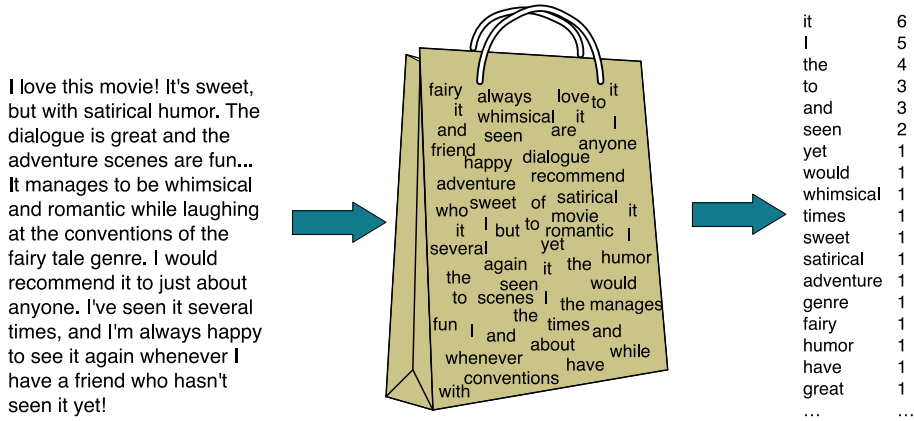 I love this movie! It's sweet,
but with satirical humor. The
dialogue is great and the
adventure scenes are fun...
It manages to be whimsical
and romantic while laughing
at the conventions of the
fairy tale genre. I would
recommend it to just about
anyone. I've seen it several
times, and I'm always happy
to see it again whenever I
have a friend who hasn't
seen it yet!
fairy always love to it
it whimsical it I
and seen are anyone
friend happy dialogue
adventure recommend
who sweet of satirical
it I but to movie it
romantic I
several yet
again it the humor
the seen would
to scenes I the manages
fun I the times and
and about
whenever have while
conventions
with
it 6
I 5
the 4
to 3
and 3
seen 2
yet 1
would 1
whimsical 1
times 1
sweet 1
satirical 1
adventure 1
genre 1
fairy 1
humor 1
have 1
great 1
... ...